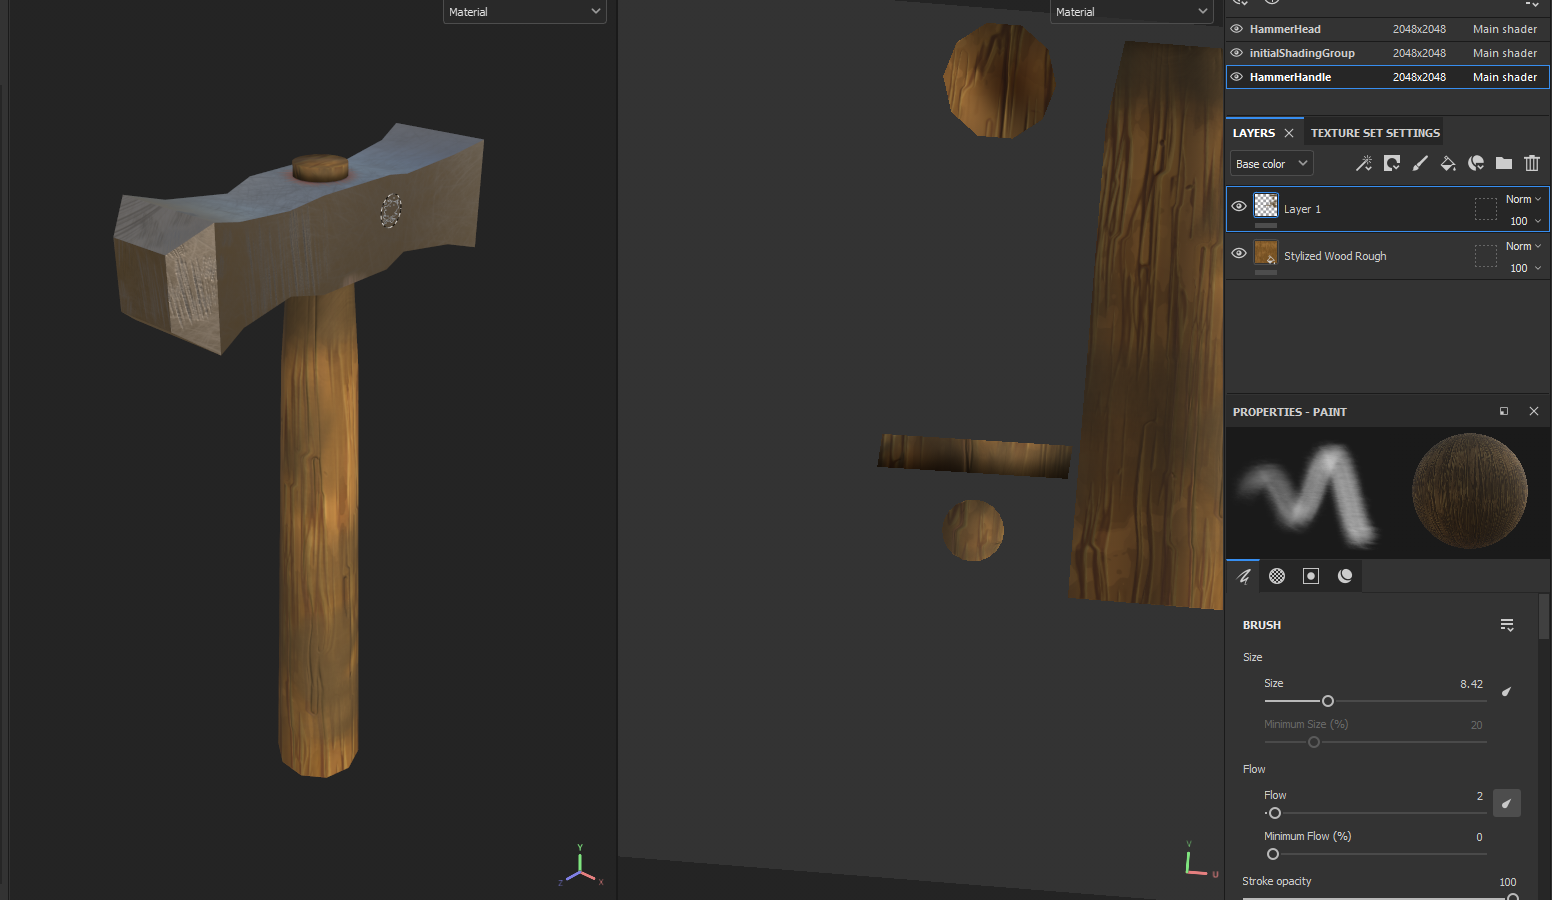 Material
Material
HammerHead 2048x2048 Main shader
initialShadingGroup 2048x2048 Main shader
HammerHandle 2048x2048 Main shader
LAYERS TEXTURE SET SETTINGS
Base color
Norm
Layer 1
100
Norm
Stylized Wood Rough
100
PROPERTIES - PAINT
BRUSH
Size
Size 8.42
Minimum Size (%) 20
Flow
Flow 2
Minimum Flow (%) 0
Stroke opacity 100
Y
Z X
V
U